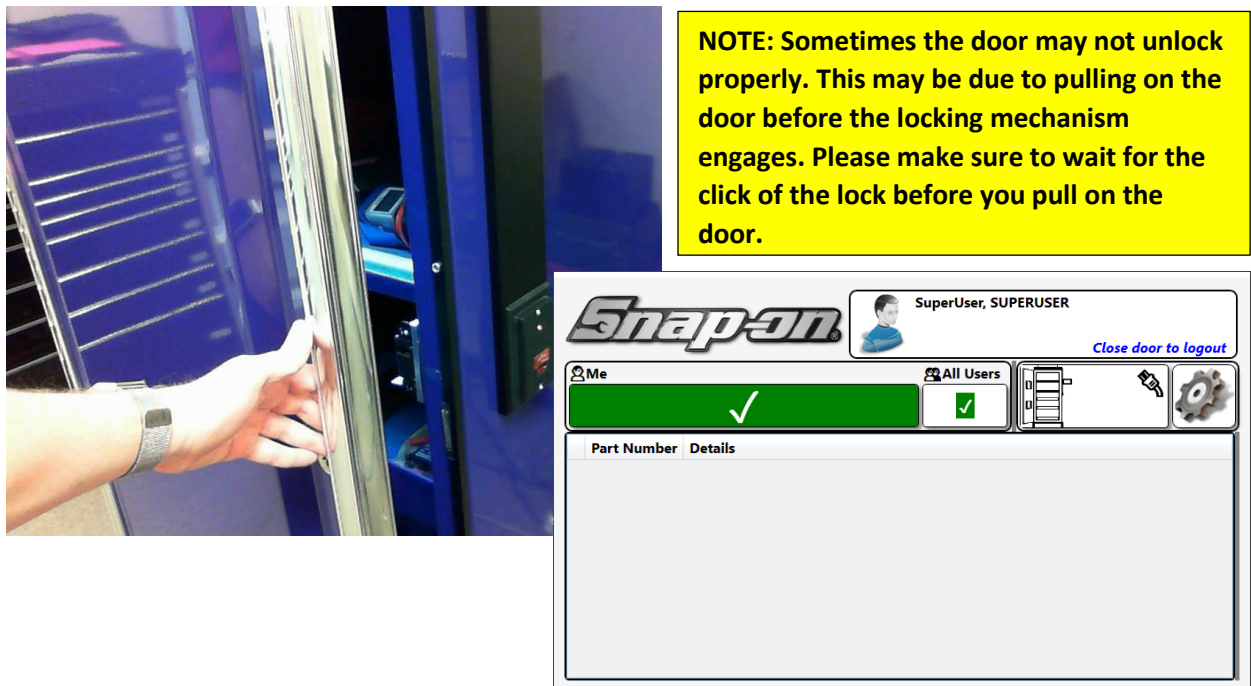 NOTE: Sometimes the door may not unlock
properly. This may be due to pulling on the
door before the locking mechanism
engages. Please make sure to wait for the
click of the lock before you pull on the
door.
Snap-on®
SuperUser, SUPERUSER
Close door to logout
Me
All Users
Part Number Details